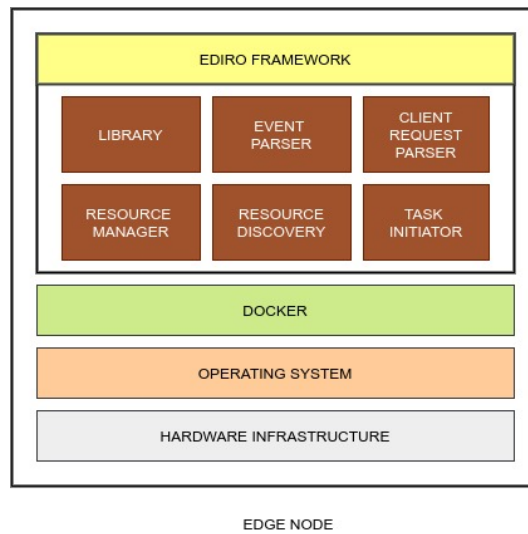 EDIRO FRAMEWORK
LIBRARY
EVENT
PARSER
CLIENT
REQUEST
PARSER
RESOURCE
MANAGER
RESOURCE
DISCOVERY
TASK
INITIATOR
DOCKER
OPERATING SYSTEM
HARDWARE INFRASTRUCTURE
EDGE NODE